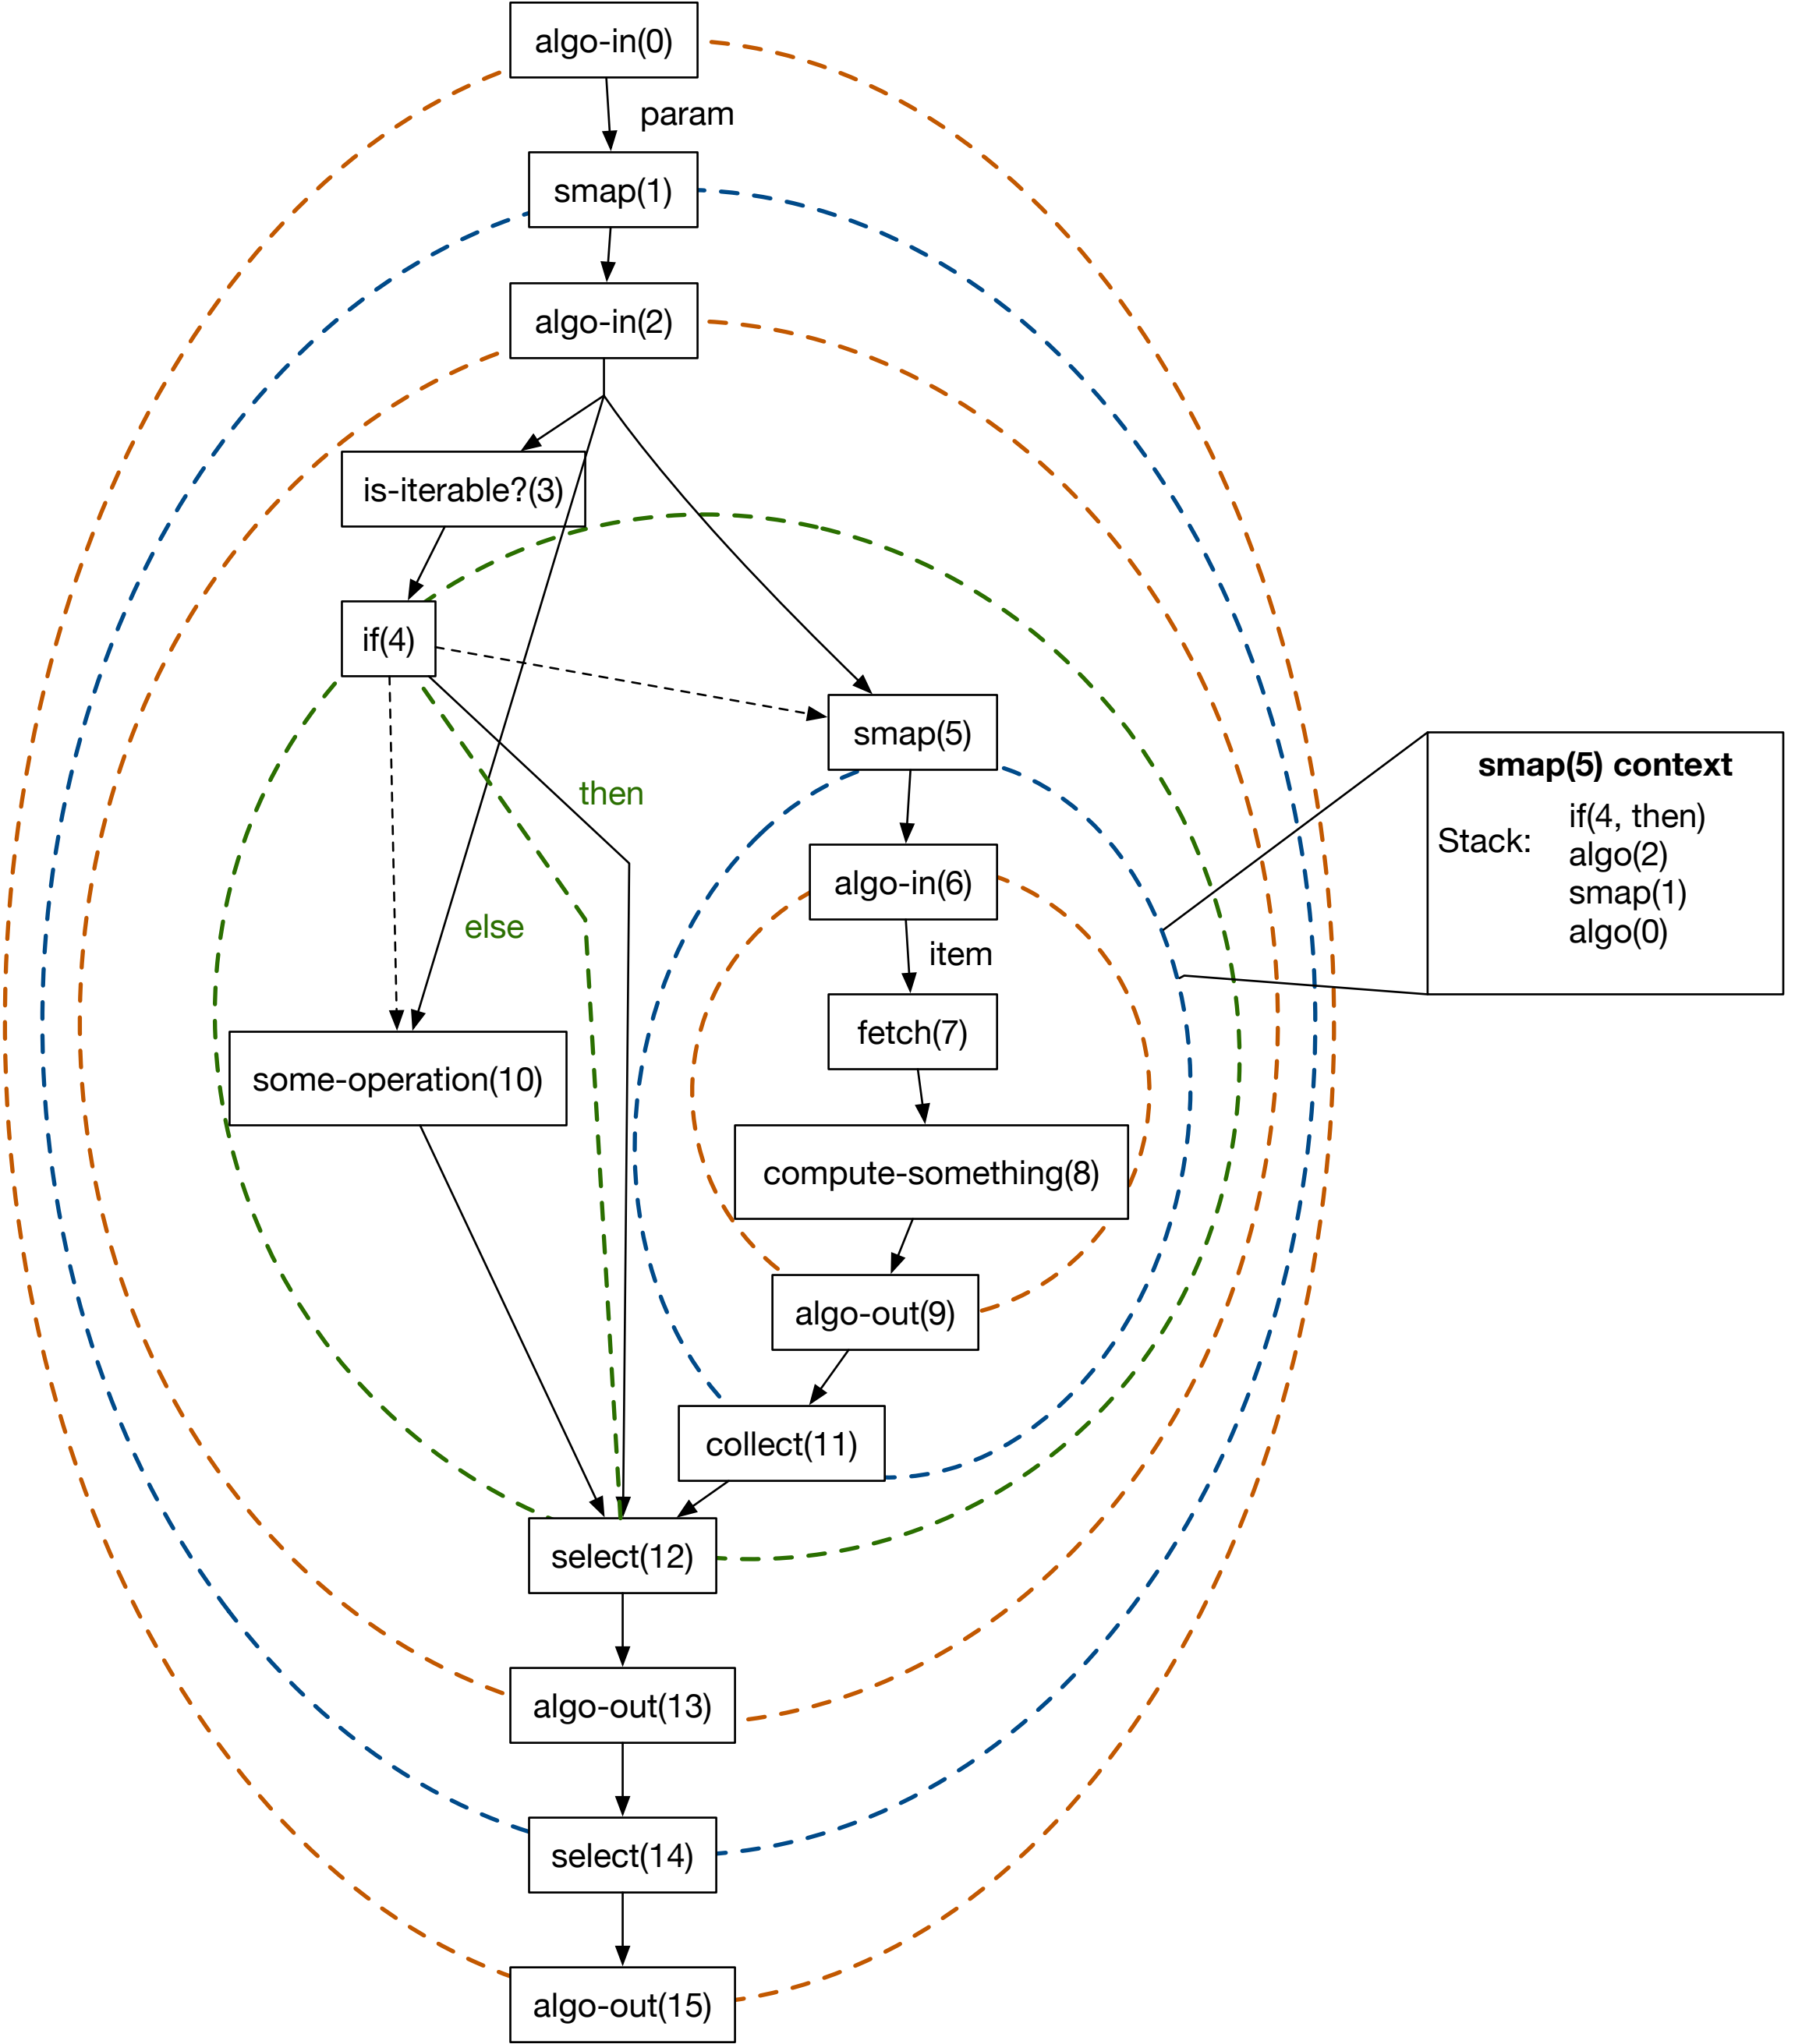 algo-in(0)
param
smap(1)
algo-in(2)
is-iterable?(3)
if(4)
smap(5)
then
else
algo-in(6)
item
fetch(7)
some-operation(10)
compute-something(8)
algo-out(9)
collect(11)
select(12)
algo-out(13)
select(14)
algo-out(15)
smap(5) context
Stack:
if(4, then)
algo(2)
smap(1)
algo(0)